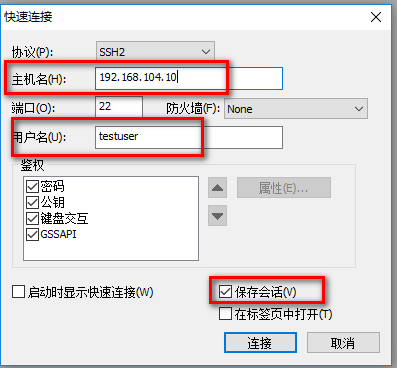 快速连接
协议(P): SSH2
主机名(H): 192.168.104.10
端口(O): 22 防火墙(F): None
用户名(U): testuser
鉴权
密码
公钥
键盘交互
GSSAPI
属性(E)...
启动时显示快速连接(W) 保存会话(V)
在标签页中打开(T)
连接 取消